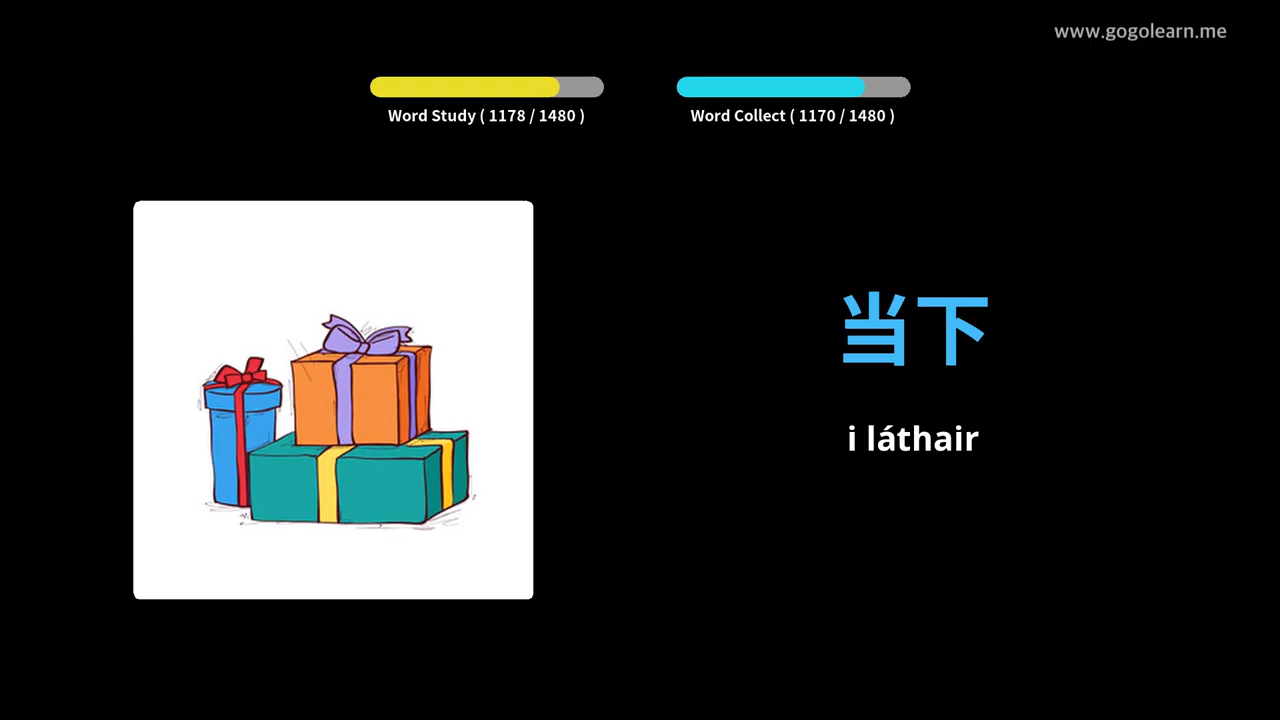 www.gogolearn.me
Word Study ( 1178 / 1480 )
Word Collect ( 1170 / 1480 )
当下
i láthair